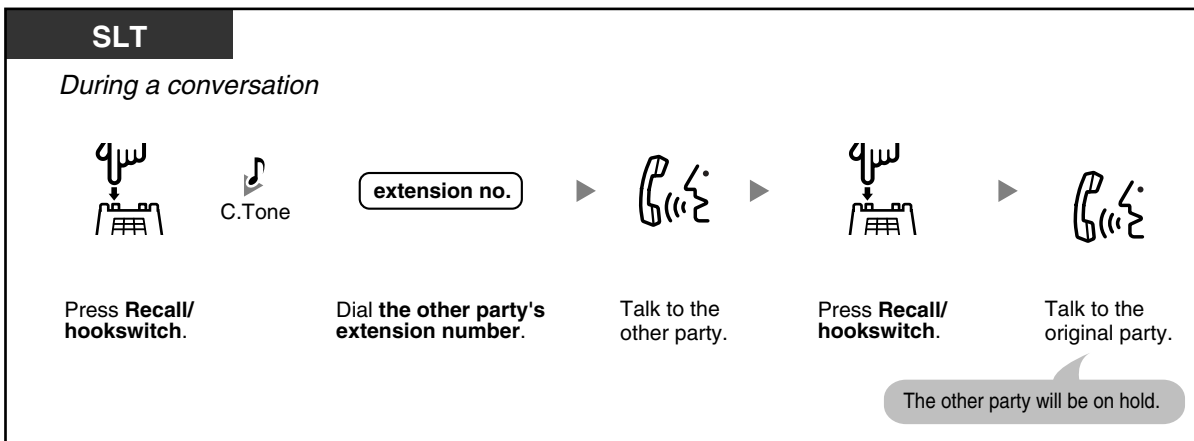 SLT
During a conversation
C.Tone
extension no.
Press Recall/
hookswitch.
Dial the other party's
extension number.
Talk to the
other party.
Press Recall/
hookswitch.
Talk to the
original party.
The other party will be on hold.